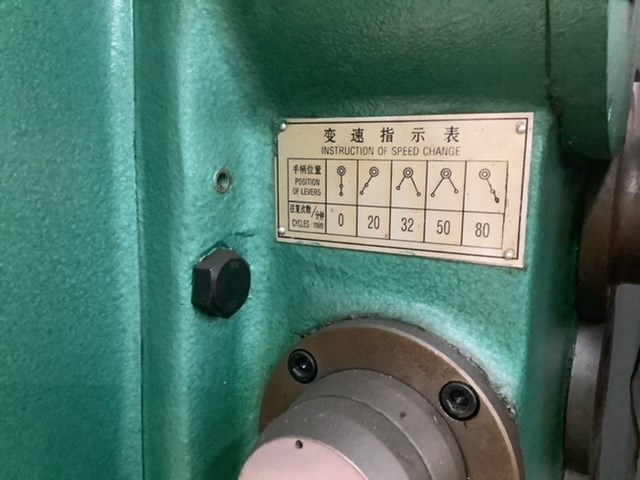 变速指示表
INSTRUCTION OF SPEED CHANGE
手柄位置
POSITION
OF LEVERS
往复次数/分钟
CYCLES/min
0 20 32 50 80